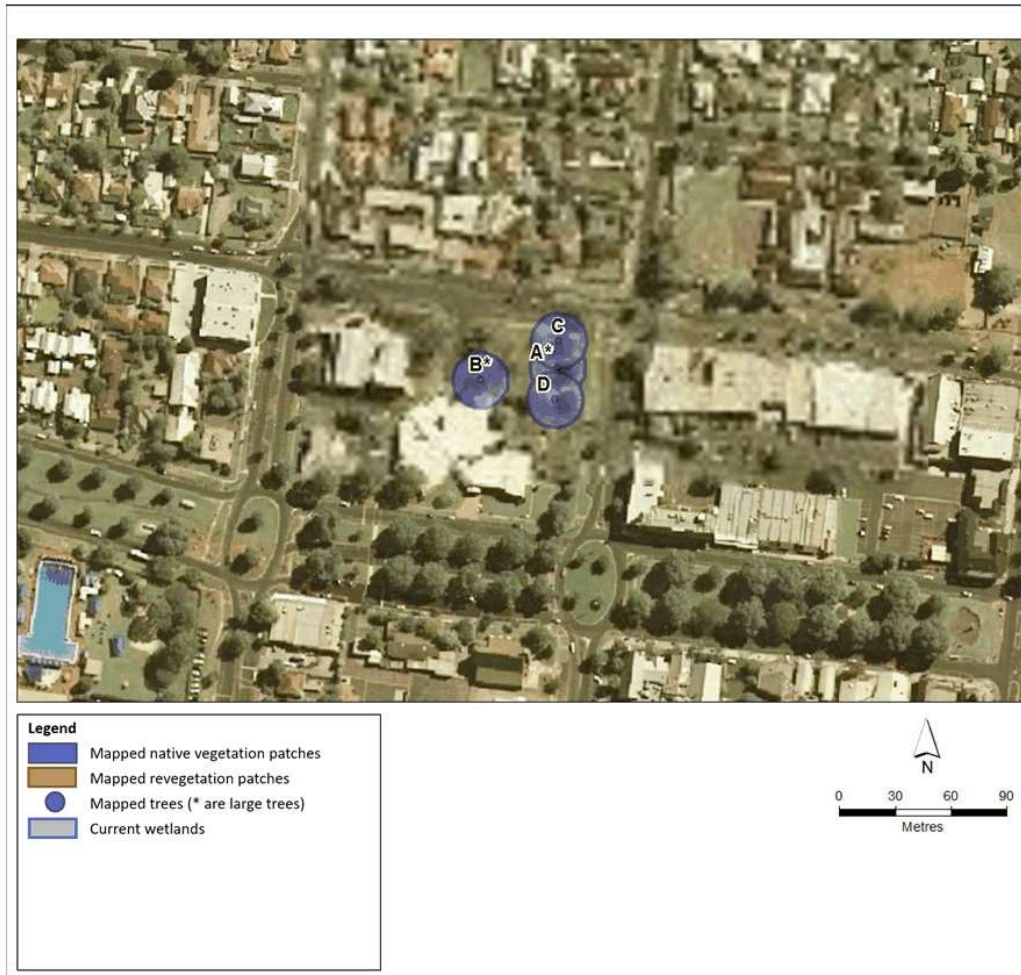 C
A*
B*
D
Legend
Mapped native vegetation patches
Mapped revegetation patches
Mapped trees (* are large trees)
Current wetlands
N
0 30 60 90
Metres